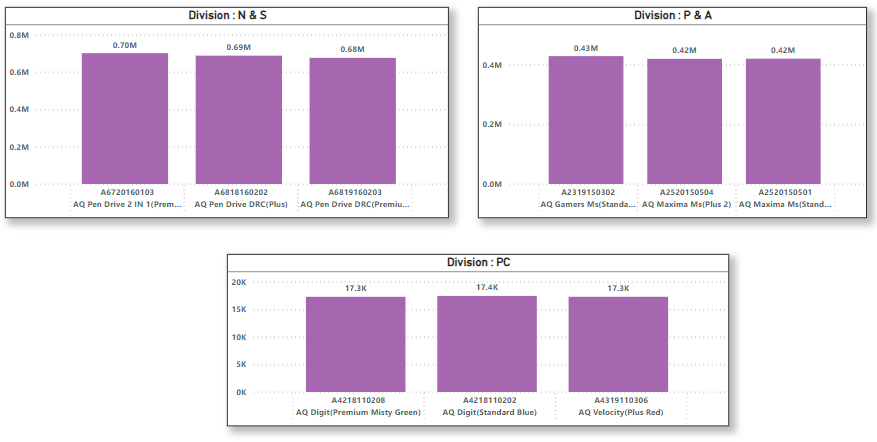 Division : N & S
0.8M
0.6M
0.4M
0.2M
0.0M
0.70M
0.69M
0.68M
A6720160103
A6818160202
A6819160203
AQ Pen Drive 2 IN 1(Prem...
AQ Pen Drive DRC(Plus)
AQ Pen Drive DRC(Premiu...
Division : P & A
0.4M
0.2M
0.0M
0.43M
0.42M
0.42M
A2319150302
A2520150504
A2520150501
AQ Gamers Ms(Standa...
AQ Maxima Ms(Plus 2)
AQ Maxima Ms(Stand...
Division : PC
20K
15K
10K
5K
0K
17.3K
17.4K
17.3K
A4218110208
A4218110202
A4319110306
AQ Digit(Premium Misty Green)
AQ Digit(Standard Blue)
AQ Velocity(Plus Red)